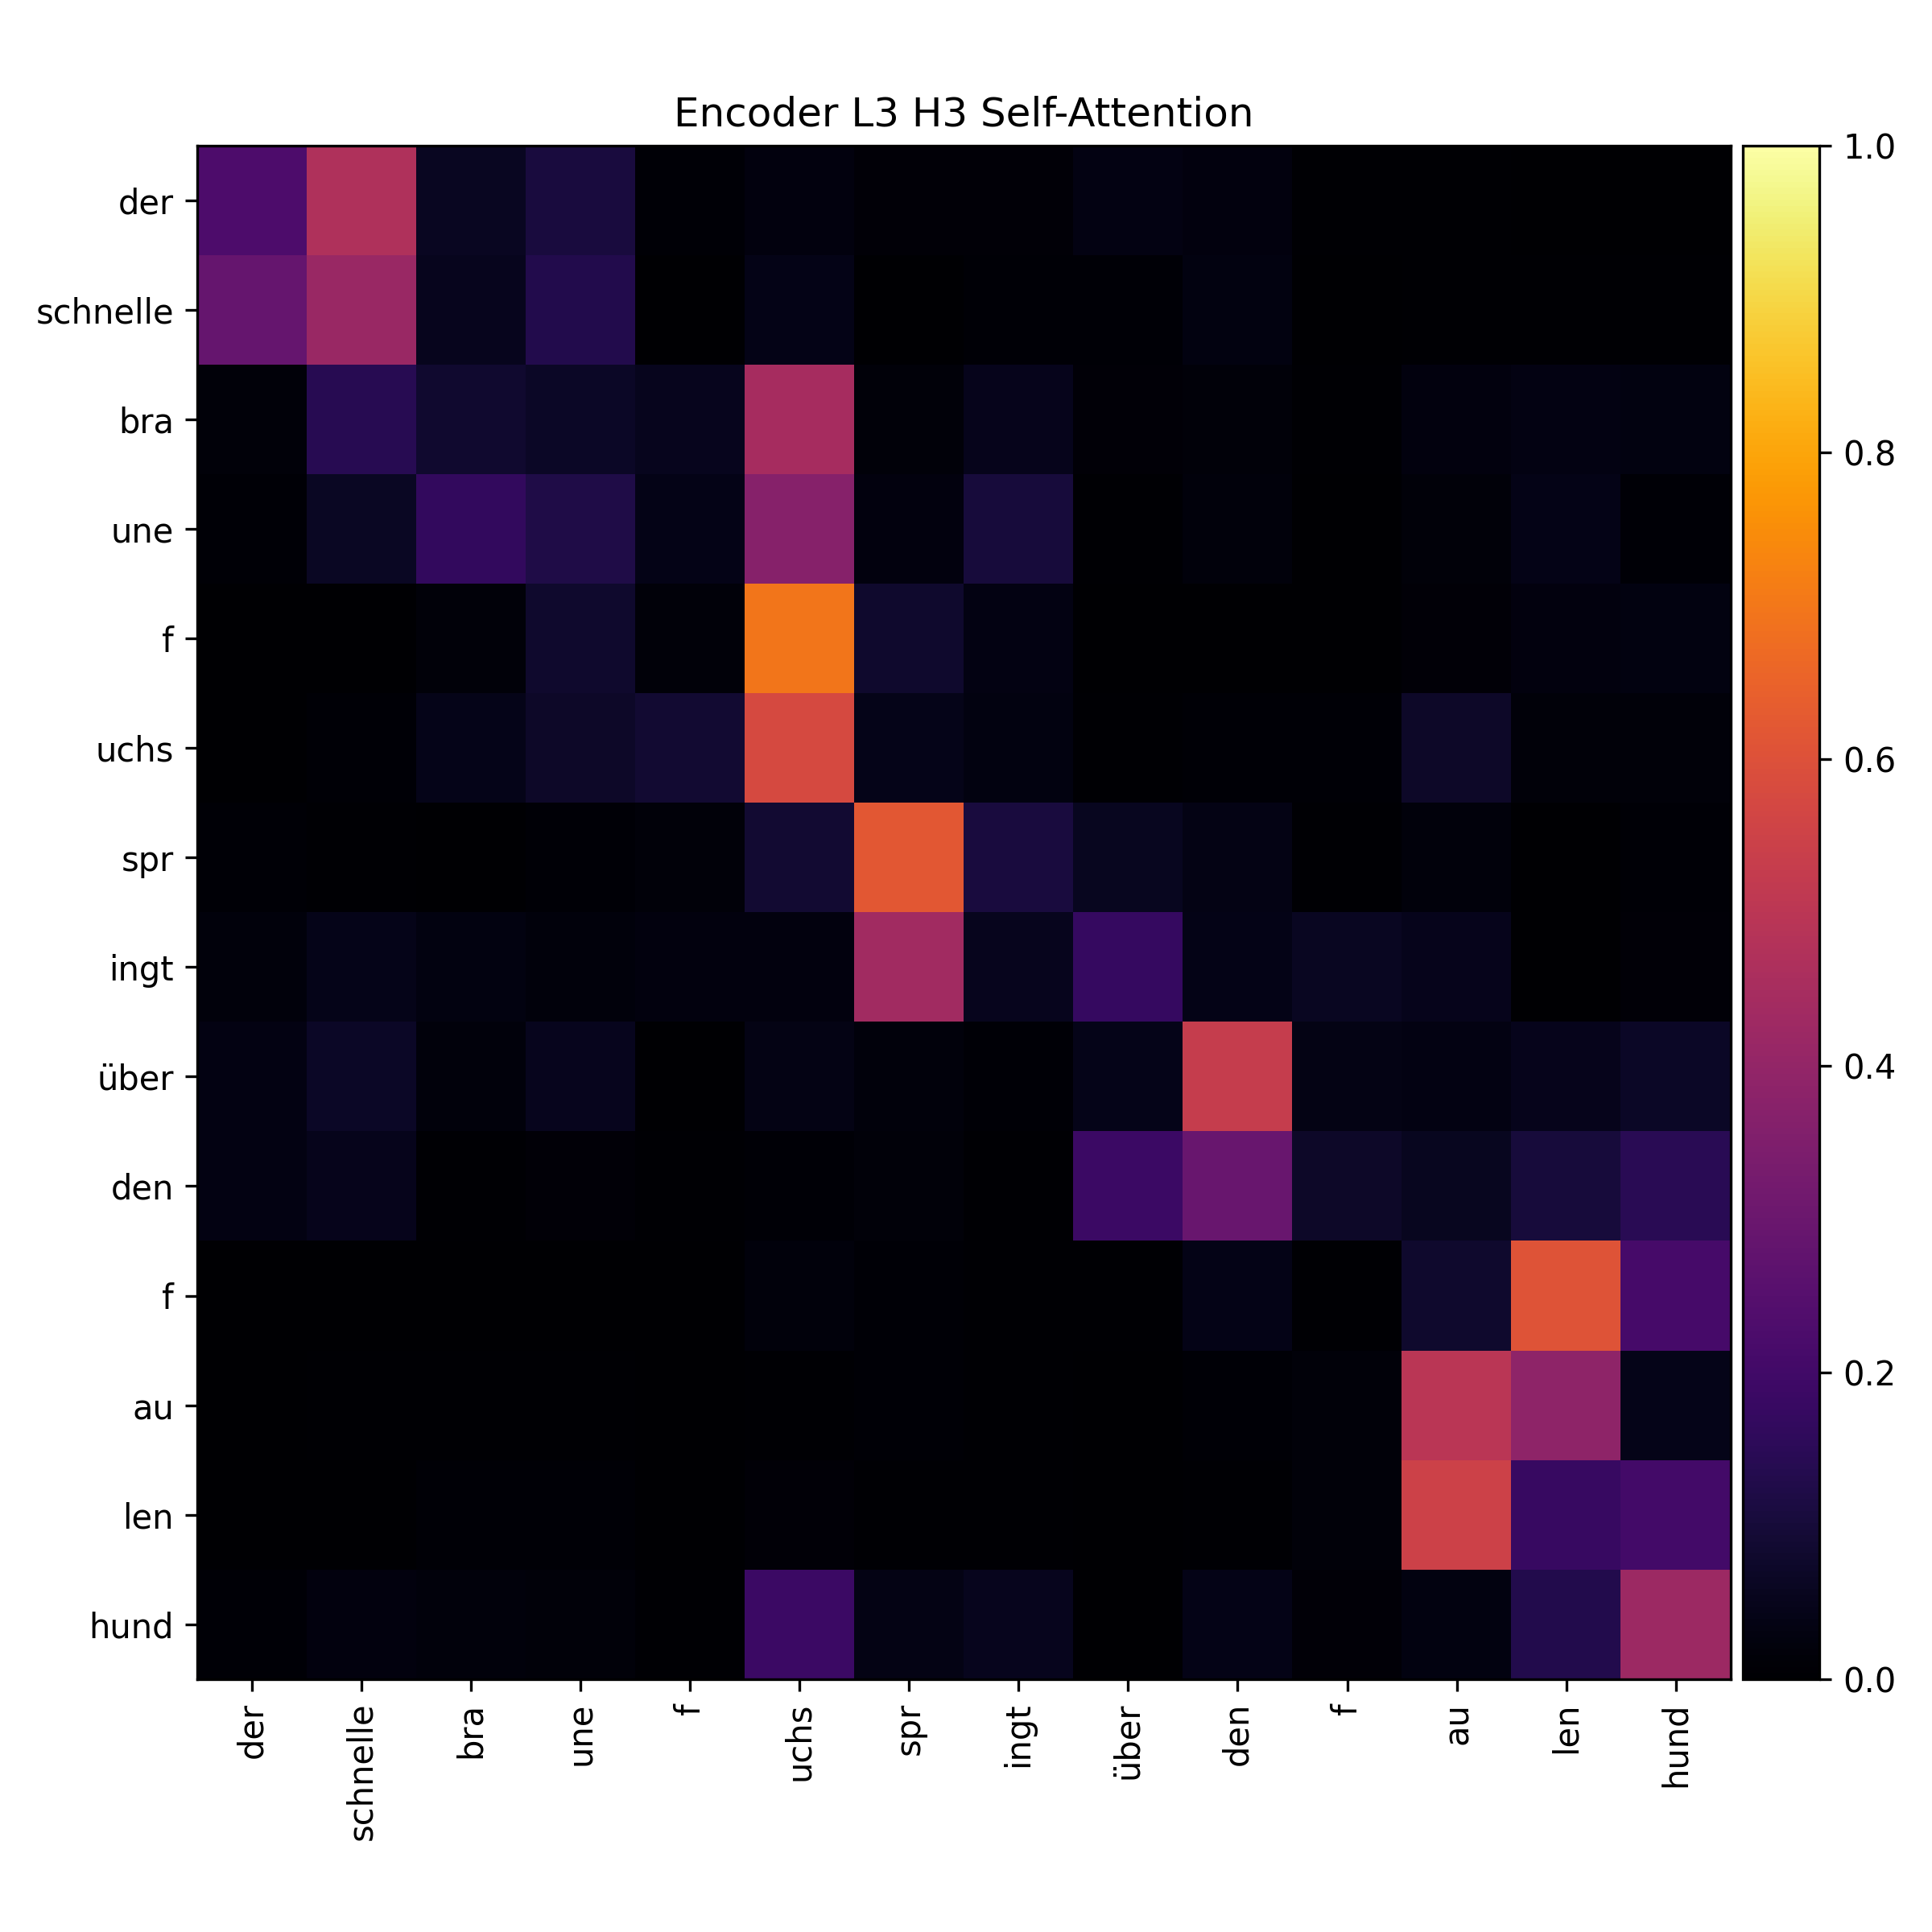 Encoder L3 H3 Self-Attention
der
schnelle
bra
une
f
uchs
spr
ingt
über
den
f
au
len
hund
der
schnelle
bra
une
f
uchs
spr
ingt
über
den
f
au
len
hund
1.0
0.8
0.6
0.4
0.2
0.0